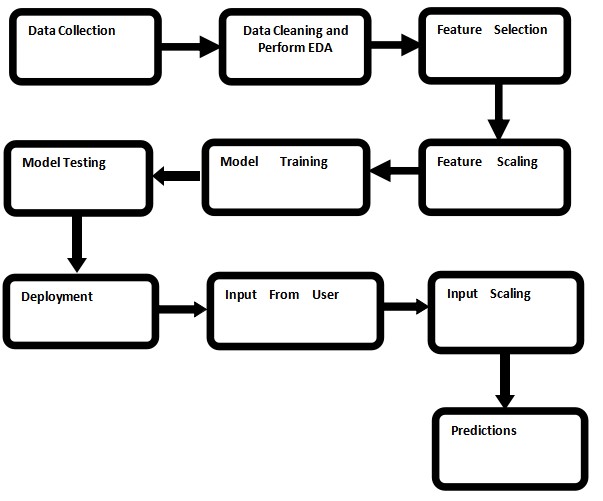 Data Collection
Data Cleaning and
Perform EDA
Feature Selection
Feature Scaling
Model Training
Model Testing
Deployment
Input From User
Input Scaling
Predictions